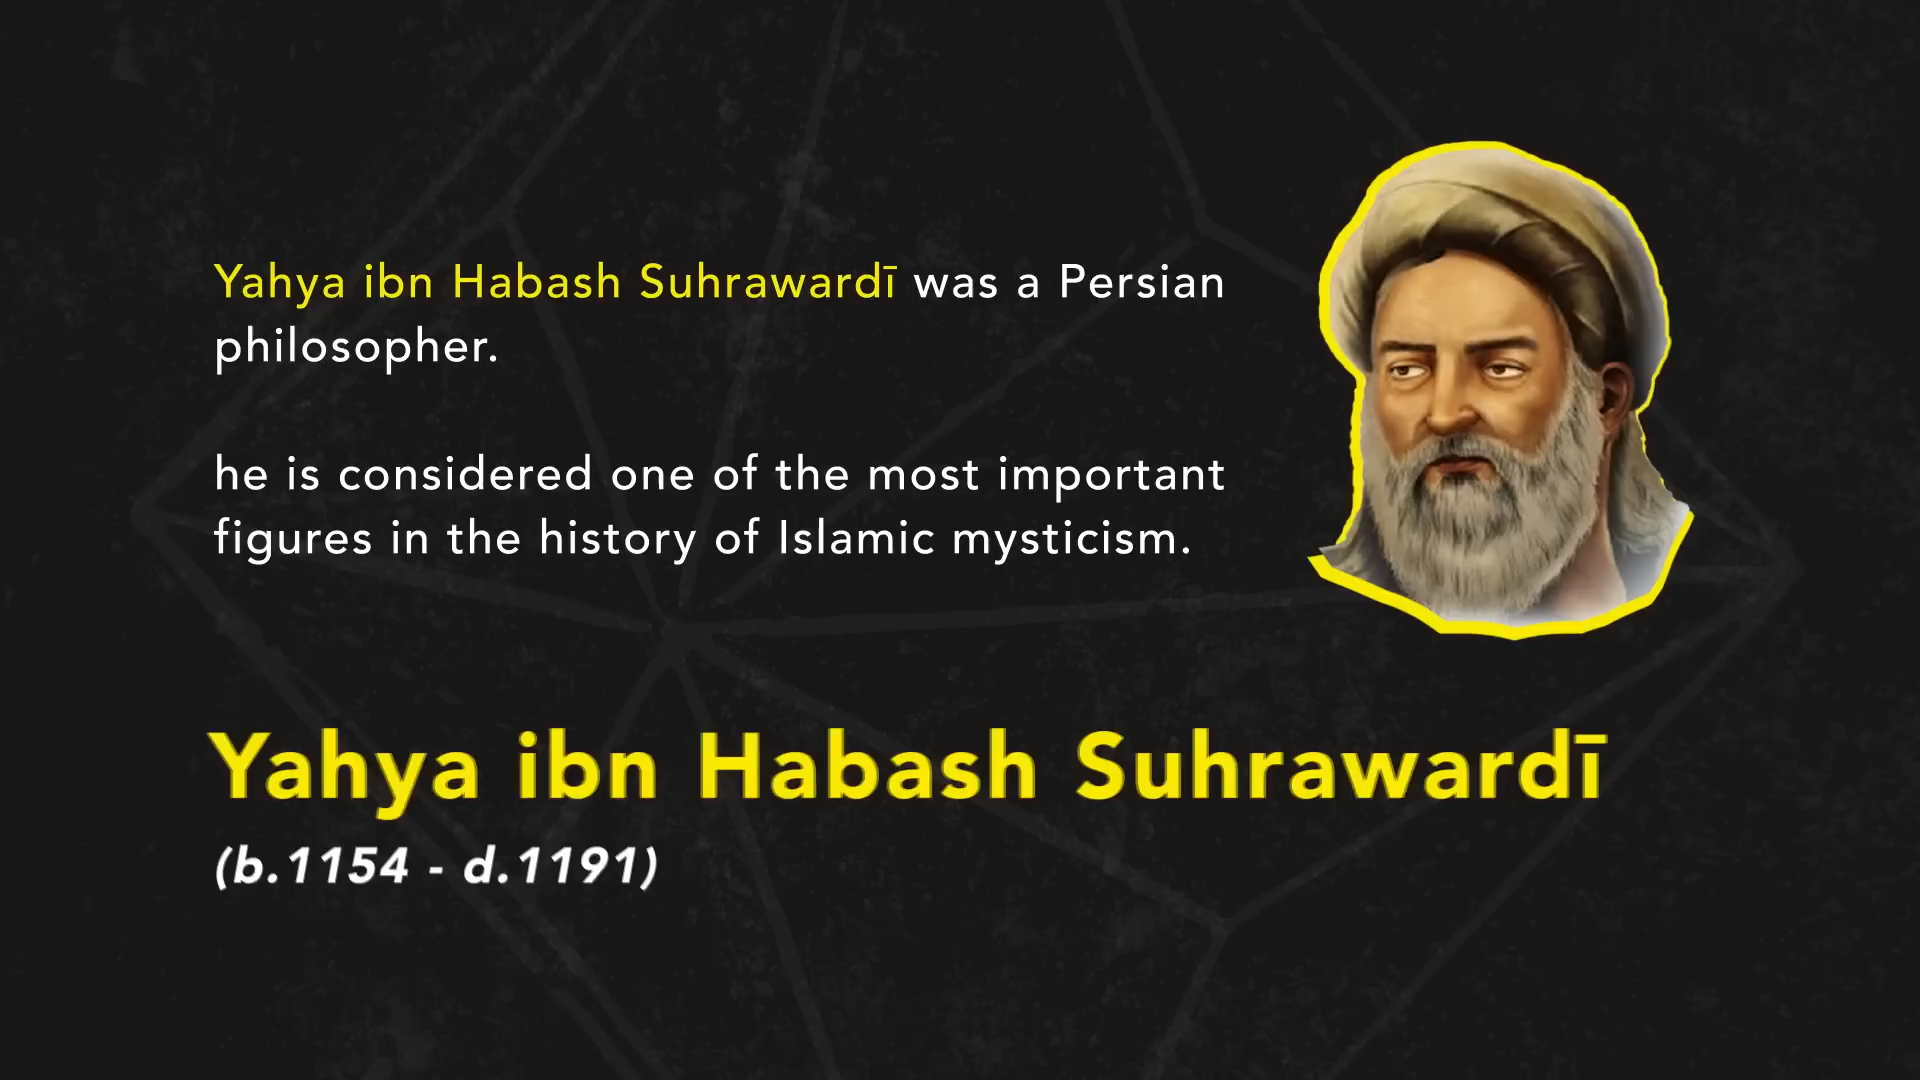 Yahya ibn Habash Suhrawardī was a Persian
philosopher.
he is considered one of the most important
figures in the history of Islamic mysticism.
Yahya ibn Habash Suhrawardī
(b.1154 - d.1191)